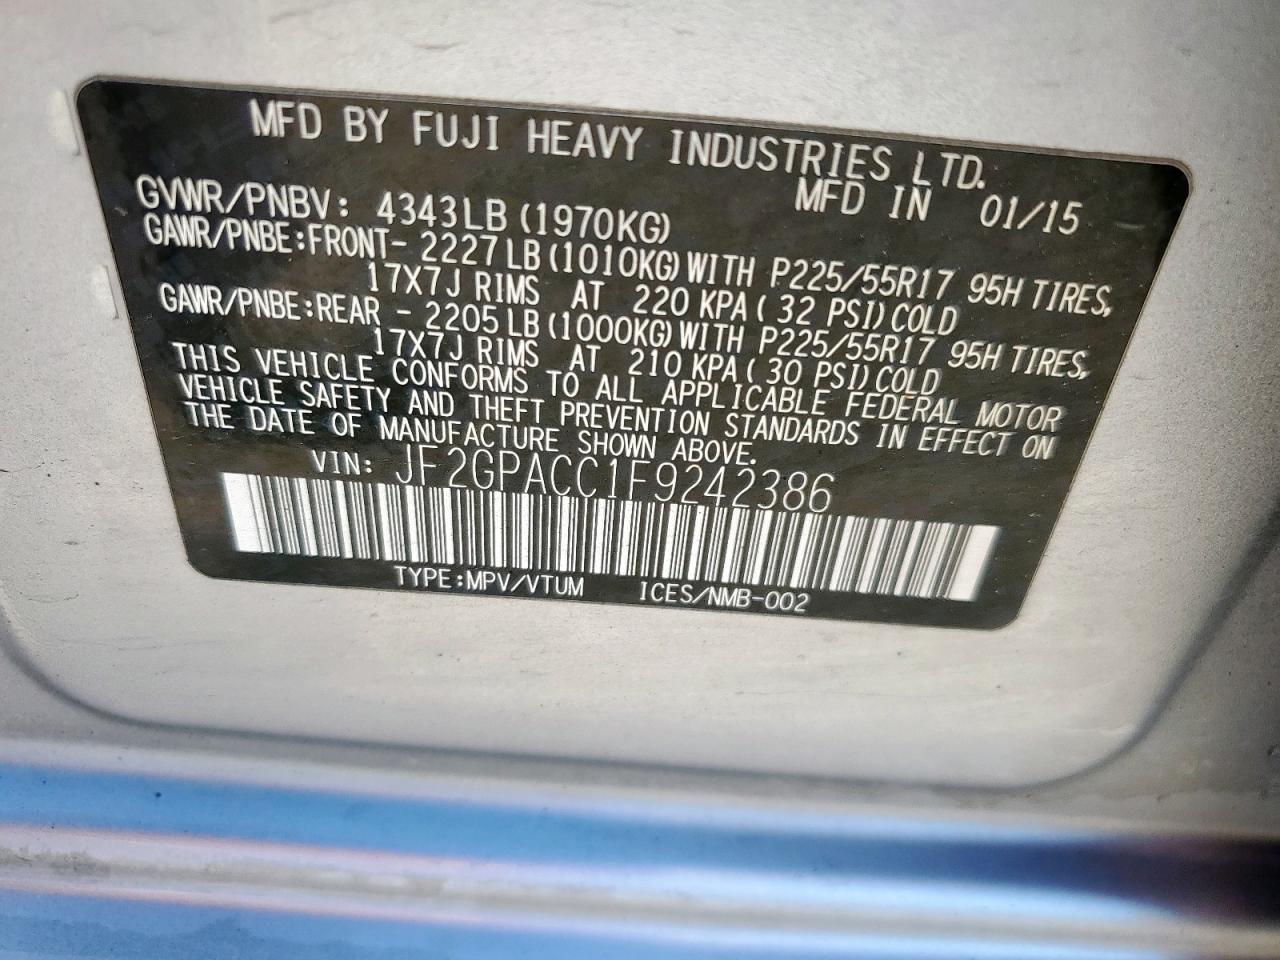 MFD BY FUJI HEAVY INDUSTRIES LTD.
MFD IN 01/15
GVWR/PNBV: 4343LB (1970KG)
GAWR/PNBE:FRONT- 2227LB(1010KG)WITH P225/55R17 95H TIRES,
17X7J RIMS AT 220 KPA( 32 PSI)COLD
GAWR/PNBE:REAR - 2205LB(1000KG)WITH P225/55R17 95H TIRES,
17X7J RIMS AT 210 KPA( 30 PSI)COLD
THIS VEHICLE CONFORMS TO ALL APPLICABLE FEDERAL MOTOR
VEHICLE SAFETY AND THEFT PREVENTION STANDARDS IN EFFECT ON
THE DATE OF MANUFACTURE SHOWN ABOVE.
VIN: JF2GPACC1F9242386
TYPE:MPV/VTUM ICES/NMB-002